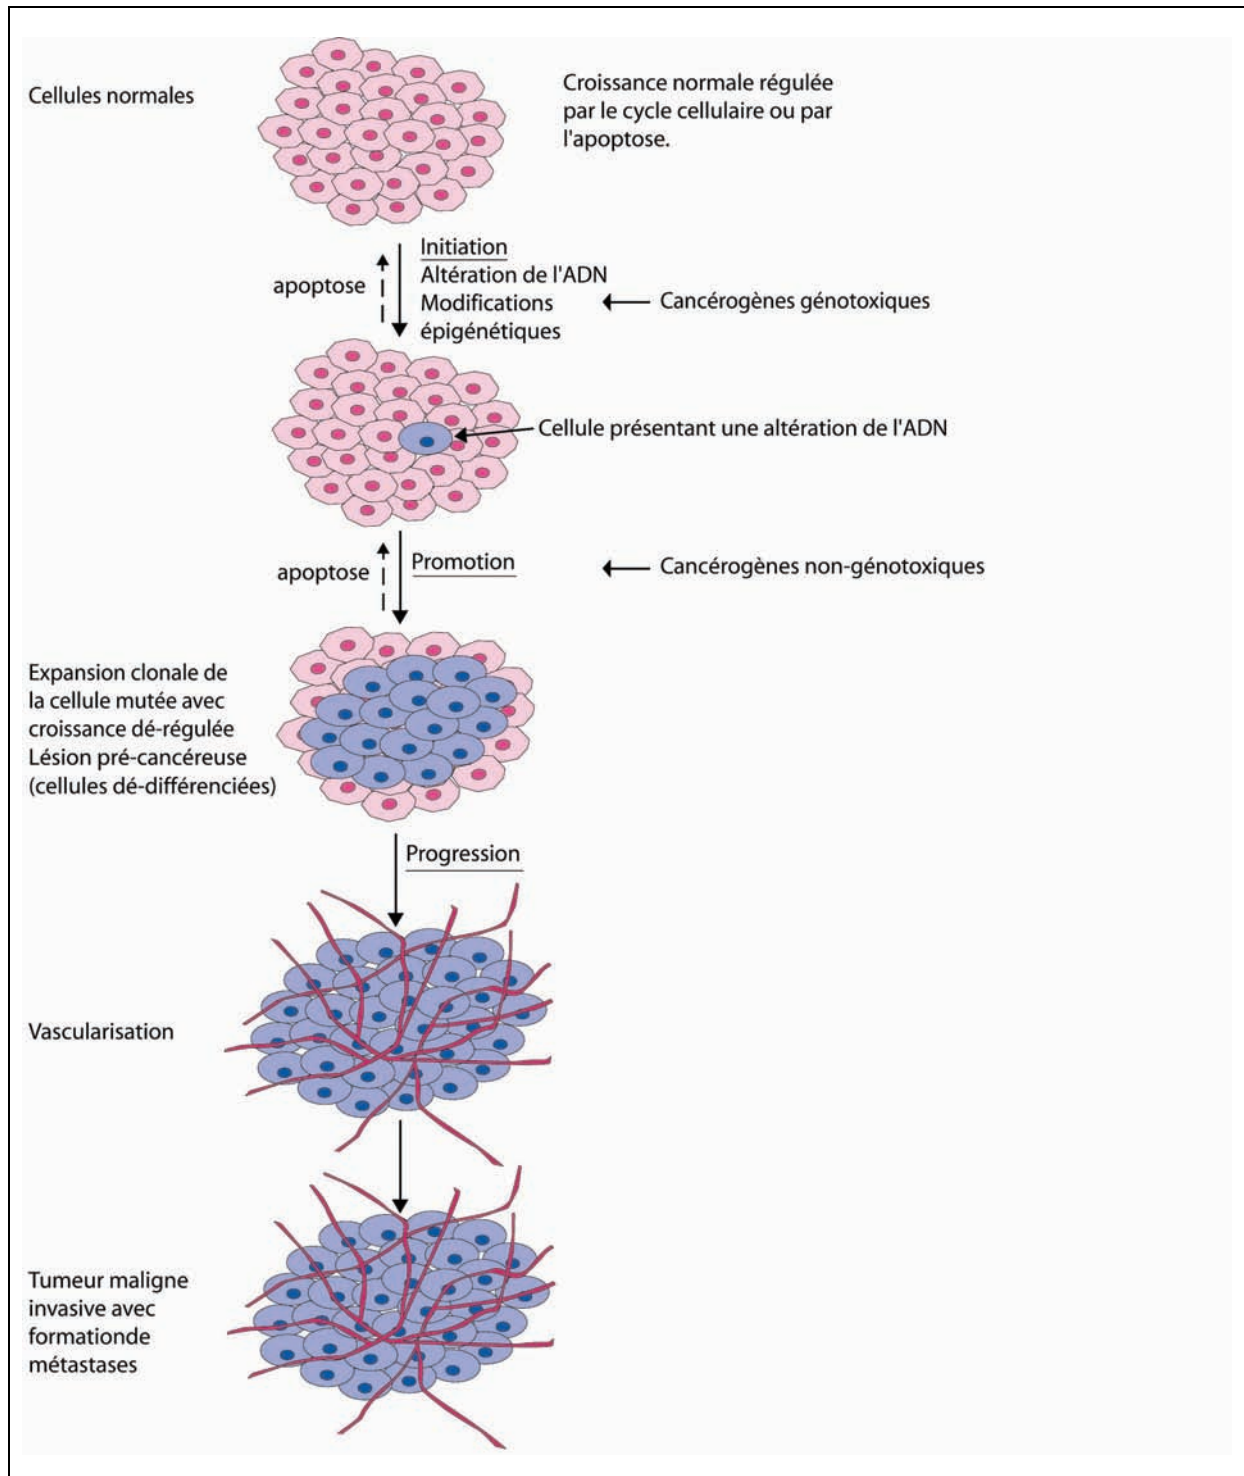 Cellules normales
Croissance normale régulée
par le cycle cellulaire ou par
l'apoptose.
apoptose
Initiation
Altération de l'ADN
Modifications
épigénétiques
Cancérogènes génotoxiques
Cellule présentant une altération de l'ADN
apoptose
Promotion
Cancérogènes non-génotoxiques
Expansion clonale de
la cellule mutée avec
croissance dé-régulée
Lésion pré-cancéreuse
(cellules dé-différenciées)
Progression
Vascularisation
Tumeur maligne
invasive avec
formationde
métastases